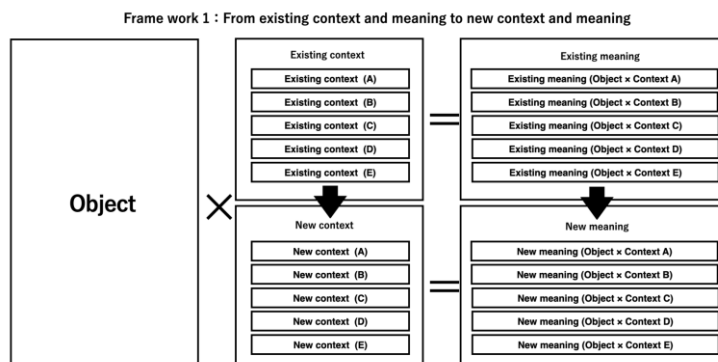 Frame work 1：From existing context and meaning to new context and meaning
Object
×
Existing context
Existing context (A)
Existing context (B)
Existing context (C)
Existing context (D)
Existing context (E)
=
Existing meaning
Existing meaning (Object × Context A)
Existing meaning (Object × Context B)
Existing meaning (Object × Context C)
Existing meaning (Object × Context D)
Existing meaning (Object × Context E)
New context
New context (A)
New context (B)
New context (C)
New context (D)
New context (E)
=
New meaning
New meaning (Object × Context A)
New meaning (Object × Context B)
New meaning (Object × Context C)
New meaning (Object × Context D)
New meaning (Object × Context E)